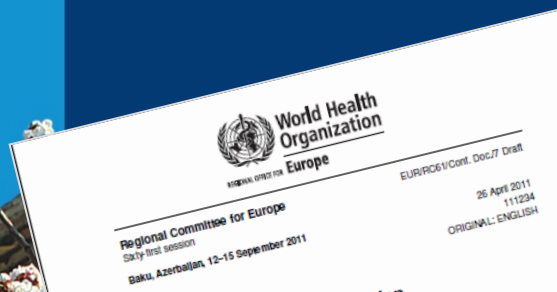 World Health
Organization
REGIONAL OFFICE FOR Europe
EUR/RC61/Conf. Doc./7 Draft
Regional Committee for Europe
Sixty-first session
26 April 2011
111234
Baku, Azerbaijan, 12–15 September 2011
ORIGINAL: ENGLISH